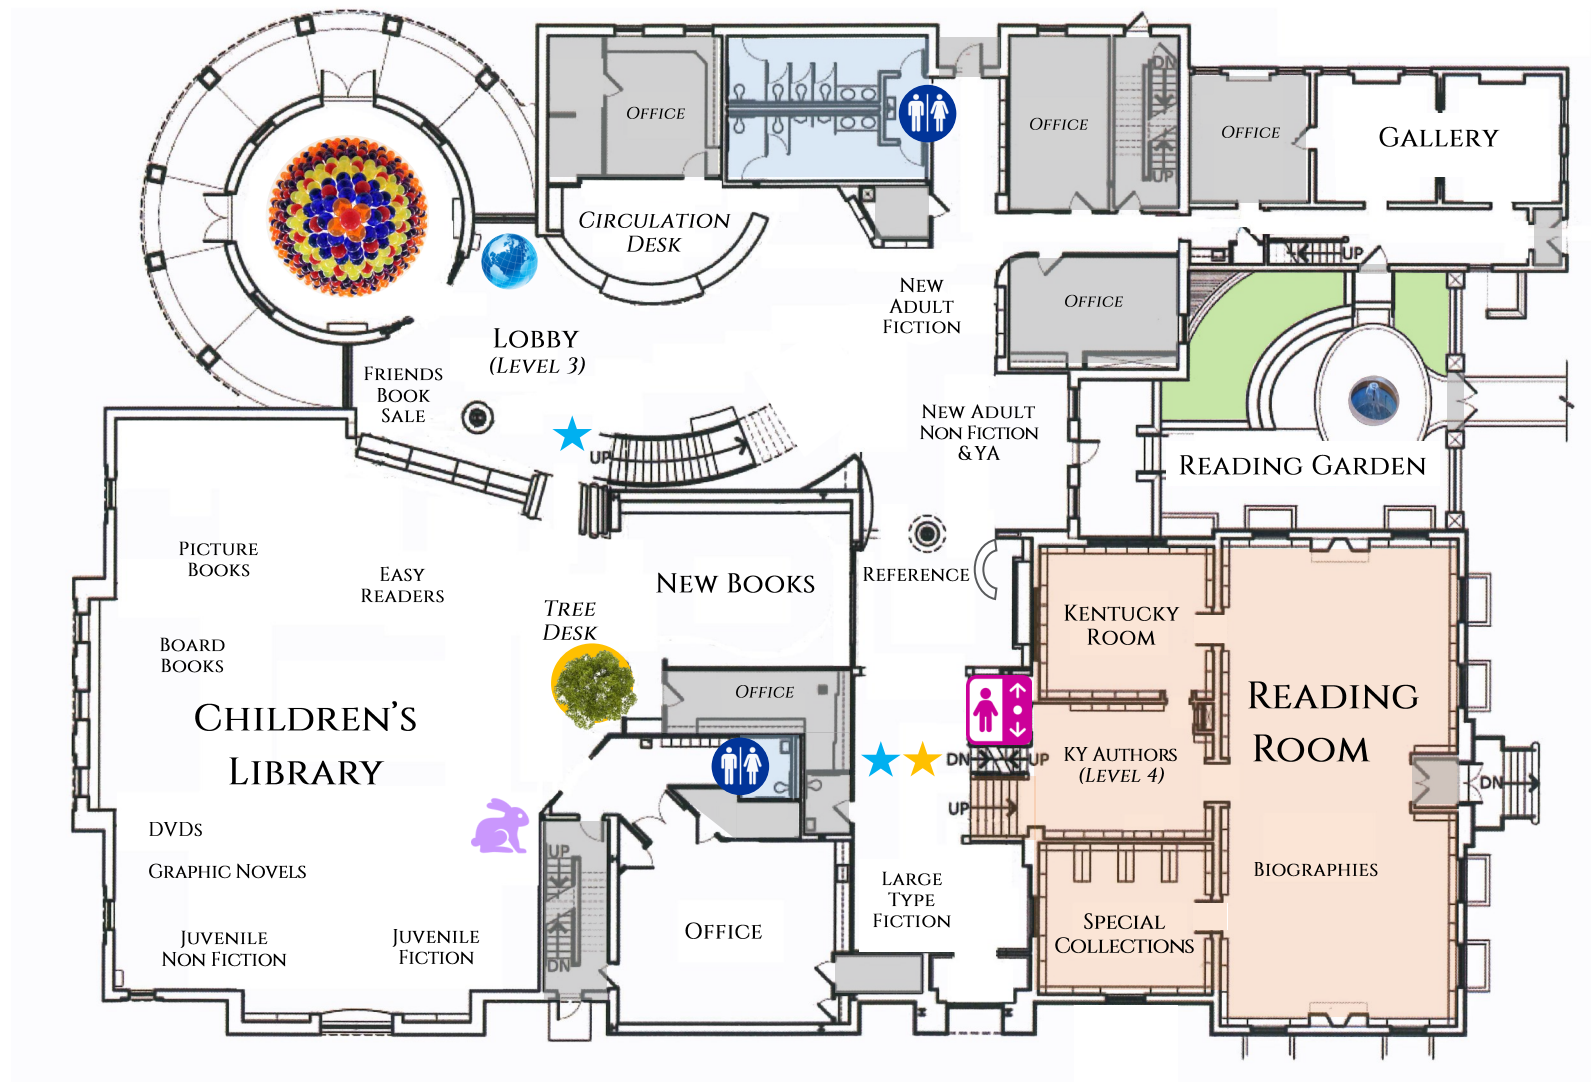 OFFICE
OFFICE
DN
UP
OFFICE
GALLERY
CIRCULATION
DESK
UP
NEW
ADULT
FICTION
OFFICE
LOBBY
(LEVEL 3)
FRIENDS
BOOK
SALE
UP
NEW ADULT
NON FICTION
& YA
READING GARDEN
PICTURE
BOOKS
EASY
READERS
BOARD
BOOKS
TREE
DESK
NEW BOOKS
REFERENCE
KENTUCKY
ROOM
READING
ROOM
OFFICE
CHILDREN'S
LIBRARY
DN
UP
UP
KY AUTHORS
(LEVEL 4)
DN
DVDS
GRAPHIC NOVELS
JUVENILE
NON FICTION
JUVENILE
FICTION
UP
DN
OFFICE
LARGE
TYPE
FICTION
SPECIAL
COLLECTIONS
BIOGRAPHIES